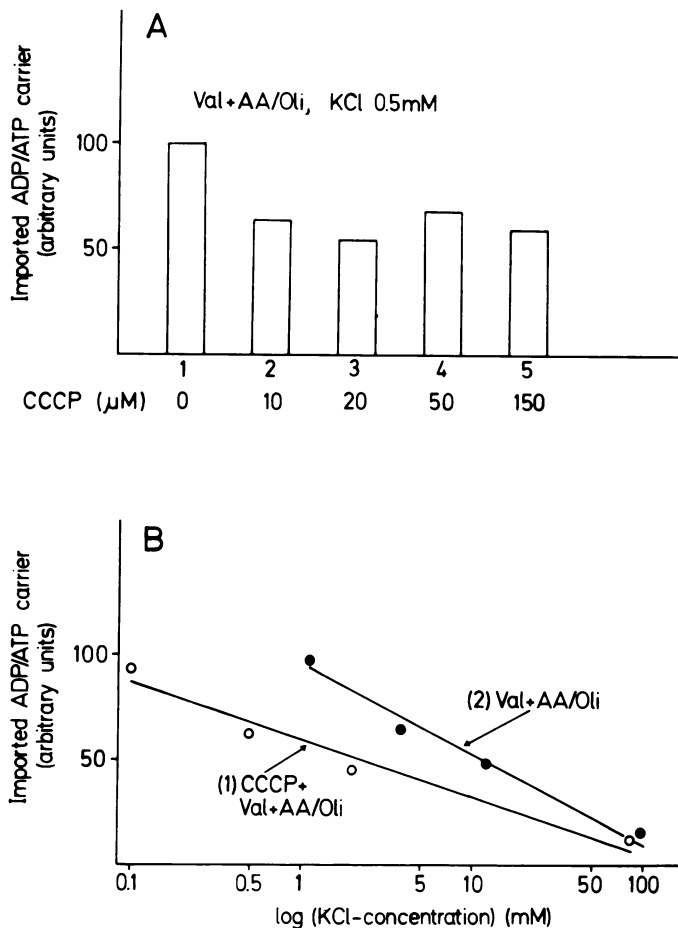 A
Val+AA/Oli, KCl 0.5mM
Imported ADP/ATP carrier
(arbitrary units)
100
50
1 2 3 4 5
CCCP (µM) 0 10 20 50 150
B
Imported ADP/ATP carrier
(arbitrary units)
100
50
(2) Val+AA/Oli
(1) CCCP+
Val+AA/Oli
0.1 0.5 1 5 10 50 100
log (KCl-concentration) (mM)